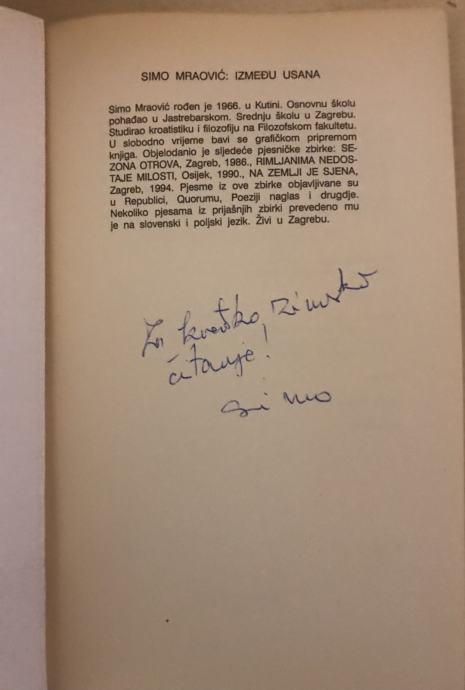 SIMO MRAOVIĆ: IZMEĐU USANA
Simo Mraović rođen je 1966. u Kutini. Osnovnu školu
pohađao u Jastrebarskom. Srednju školu u Zagrebu.
Studirao kroatistiku i filozofiju na Filozofskom fakultetu.
U slobodno vrijeme bavi se grafičkom pripremom
knjiga. Objelodanio je sljedeće pjesničke zbirke: SE-
ZONA OTROVA, Zagreb, 1986., RIMLJANIMA NEDOS-
TAJE MILOSTI, Osijek, 1990., NA ZEMLJI JE SJENA,
Zagreb, 1994. Pjesme iz ove zbirke objavljivane su
u Republici, Quorumu, Poeziji naglas i drugdje.
Nekoliko pjesama iz prijašnjih zbirki prevedeno mu
je na slovenski i poljski jezik. Živi u Zagrebu.
Za kratko, zimsko
čitanje!
Simo